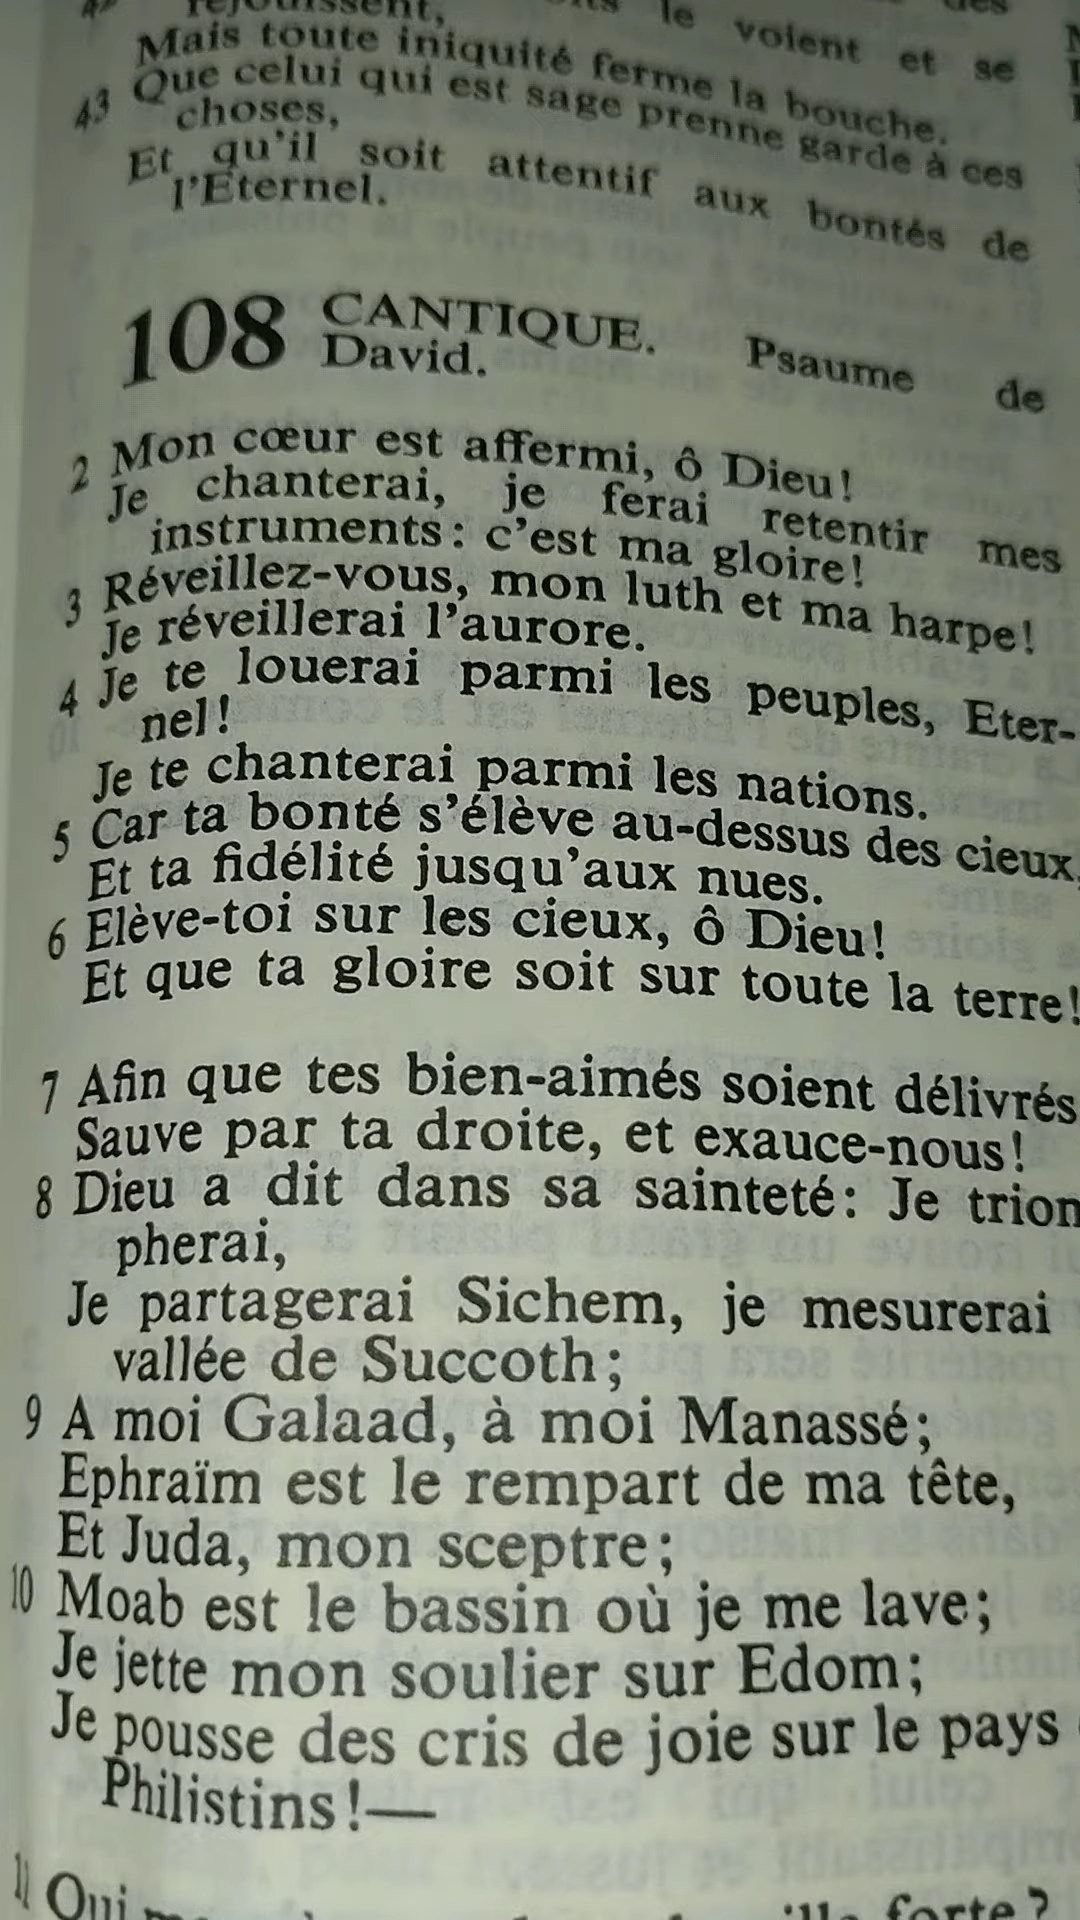 42 réjouissent, le voient et se
Mais toute iniquité ferme la bouche.
43 Que celui qui est sage prenne garde à ces
choses,
Et qu'il soit attentif aux bontés de
l'Eternel.
108 CANTIQUE. Psaume de
David.
2 Mon cœur est affermi, ô Dieu!
Je chanterai, je ferai retentir mes
instruments: c'est ma gloire!
3 Réveillez-vous, mon luth et ma harpe!
Je réveillerai l'aurore.
4 Je te louerai parmi les peuples, Eter-
nel!
Je te chanterai parmi les nations.
5 Car ta bonté s'élève au-dessus des cieux,
Et ta fidélité jusqu'aux nues.
6 Elève-toi sur les cieux, ô Dieu!
Et que ta gloire soit sur toute la terre!
7 Afin que tes bien-aimés soient délivrés
Sauve par ta droite, et exauce-nous!
8 Dieu a dit dans sa sainteté: Je triom
pherai,
Je partagerai Sichem, je mesurerai
vallée de Succoth;
9 A moi Galaad, à moi Manassé;
Ephraïm est le rempart de ma tête,
Et Juda, mon sceptre;
10 Moab est le bassin où je me lave;
Je jette mon soulier sur Edom;
Je pousse des cris de joie sur le pays
Philistins!—
11 Qui forte?